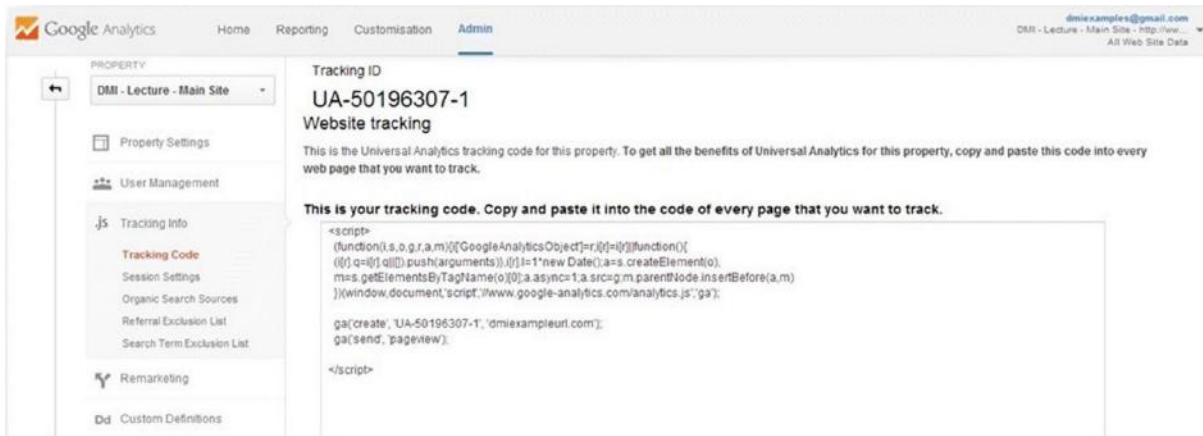 Google Analytics Home Reporting Customisation Admin
dmiexamples@gmail.com
DMI - Lecture - Main Site - http://ww...
All Web Site Data
PROPERTY
DMI - Lecture - Main Site
Property Settings
User Management
.js Tracking Info
Tracking Code
Session Settings
Organic Search Sources
Referral Exclusion List
Search Term Exclusion List
Remarketing
Dd Custom Definitions
Tracking ID
UA-50196307-1
Website tracking
This is the Universal Analytics tracking code for this property. To get all the benefits of Universal Analytics for this property, copy and paste this code into every
web page that you want to track.
This is your tracking code. Copy and paste it into the code of every page that you want to track.
<script>
(function(i,s,o,g,r,a,m){i['GoogleAnalyticsObject']=r;i[r]=i[r]||function(){
(i[r].q=i[r].q||[]).push(arguments)},i[r].l=1*new Date();a=s.createElement(o),
m=s.getElementsByTagName(o)[0];a.async=1;a.src=g;m.parentNode.insertBefore(a,m)
})(window,document,'script','//www.google-analytics.com/analytics.js','ga');
ga('create', 'UA-50196307-1', 'dmiexampleurl.com');
ga('send', 'pageview');
</script>